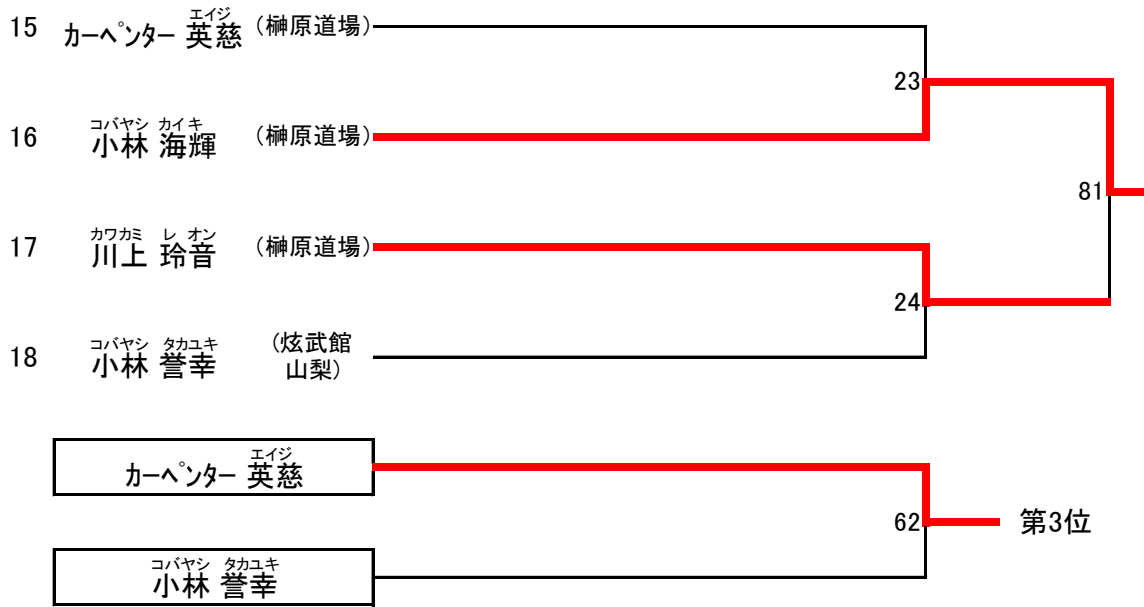 エイジ
15 カーペンター 英慈 (榊原道場)
23
コバヤシ カイキ
16 小林 海輝 (榊原道場)
81
カワカミ レオン
17 川上 玲音 (榊原道場)
24
コバヤシ タカユキ
18 小林 誉幸 (炫武館
山梨)
エイジ
カーペンター 英慈
62 第3位
コバヤシ タカユキ
小林 誉幸